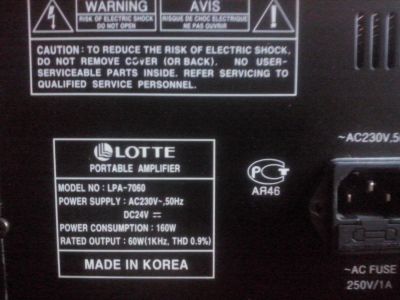 WARNING
RISK OF ELECTRIC SHOCK
DO NOT OPEN
AVIS
RISQUE DE CHOC ELECTRIQUE
NE PAS OUVRIR
CAUTION: TO REDUCE THE RISK OF ELECTRIC SHOCK,
DO NOT REMOVE COVER (OR BACK). NO USER-
SERVICEABLE PARTS INSIDE. REFER SERVICING TO
QUALIFIED SERVICE PERSONNEL.
LOTTE
PORTABLE AMPLIFIER
MODEL NO : LPA-7060
POWER SUPPLY : AC230V~,50Hz
DC24V ⎓
POWER CONSUMPTION : 160W
RATED OUTPUT : 60W(1KHz, THD 0.9%)
MADE IN KOREA
АЯ46
~AC230V,5
~AC FUSE
250V/1A